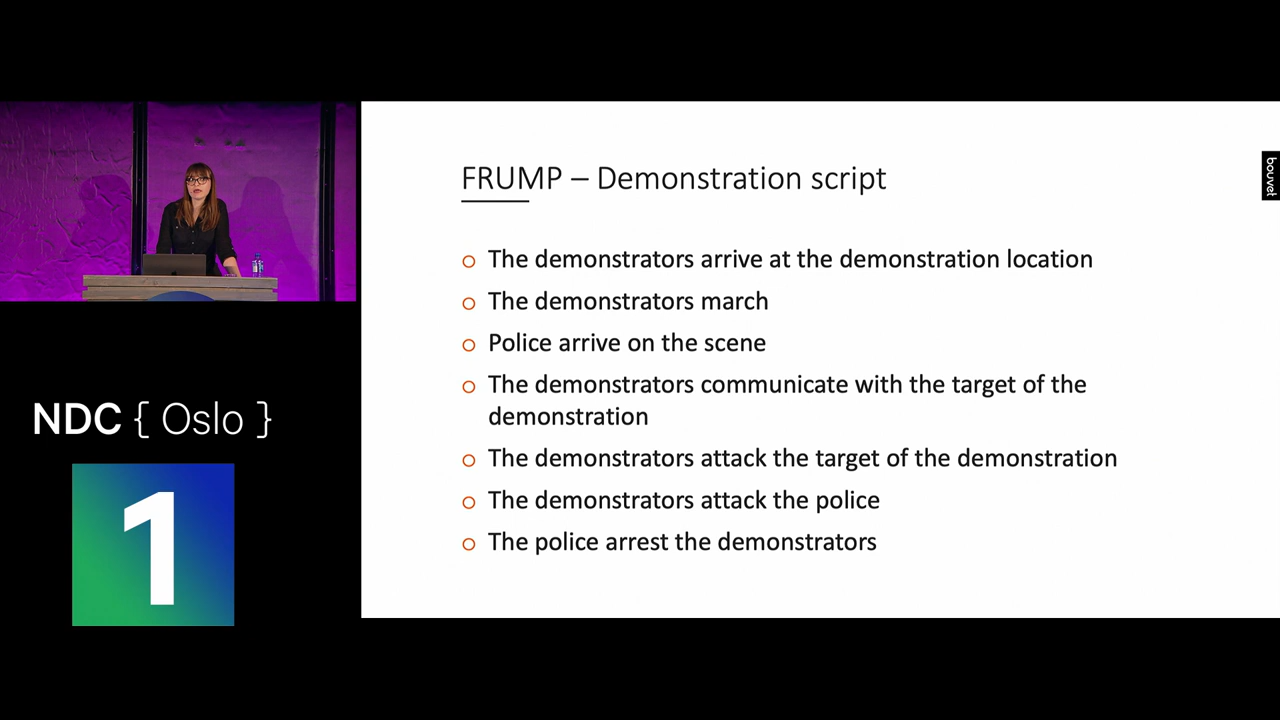 FRUMP – Demonstration script
bouvet
The demonstrators arrive at the demonstration location
The demonstrators march
Police arrive on the scene
The demonstrators communicate with the target of the
demonstration
The demonstrators attack the target of the demonstration
The demonstrators attack the police
The police arrest the demonstrators
NDC { Oslo }
1